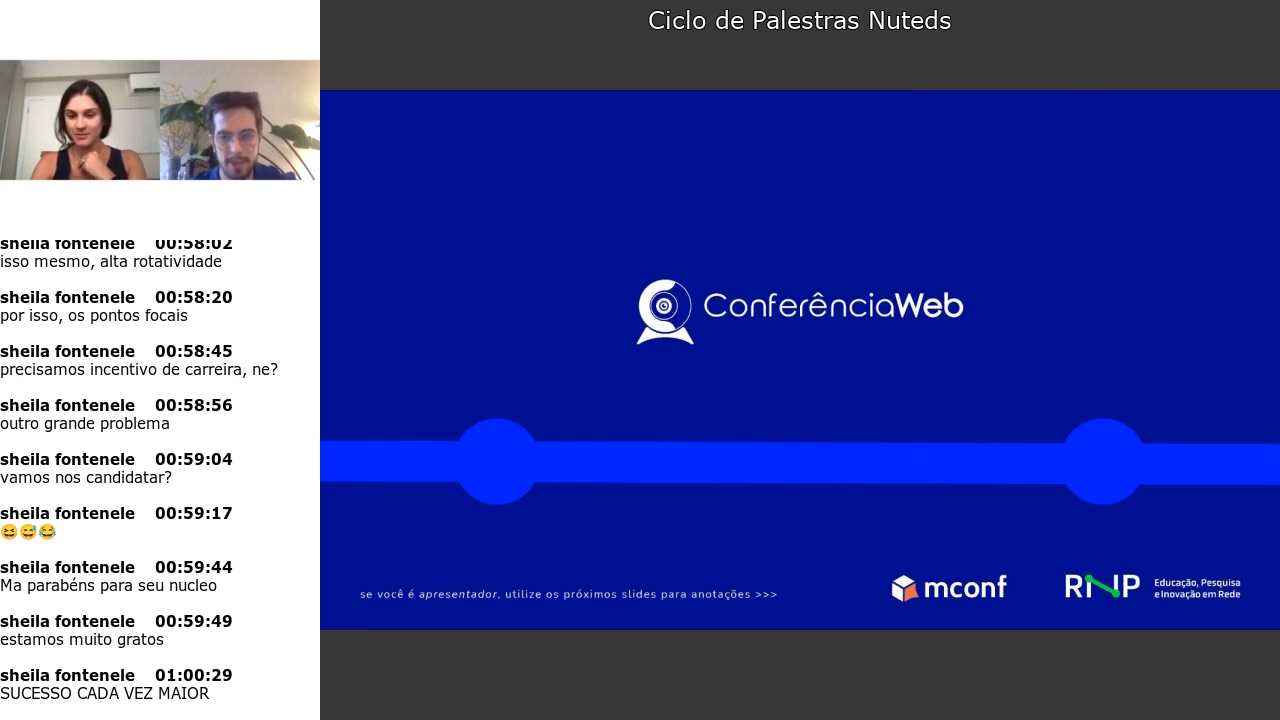 Ciclo de Palestras Nuteds
sheila fontenele 00:58:02
isso mesmo, alta rotatividade
sheila fontenele 00:58:20
por isso, os pontos focais
sheila fontenele 00:58:45
precisamos incentivo de carreira, ne?
sheila fontenele 00:58:56
outro grande problema
sheila fontenele 00:59:04
vamos nos candidatar?
sheila fontenele 00:59:17
😆😅😂
sheila fontenele 00:59:44
Ma parabéns para seu nucleo
sheila fontenele 00:59:49
estamos muito gratos
sheila fontenele 01:00:29
SUCESSO CADA VEZ MAIOR
ConferênciaWeb
se você é apresentador, utilize os próximos slides para anotações >>>
mconf
RNP
Educação, Pesquisa
e Inovação em Rede